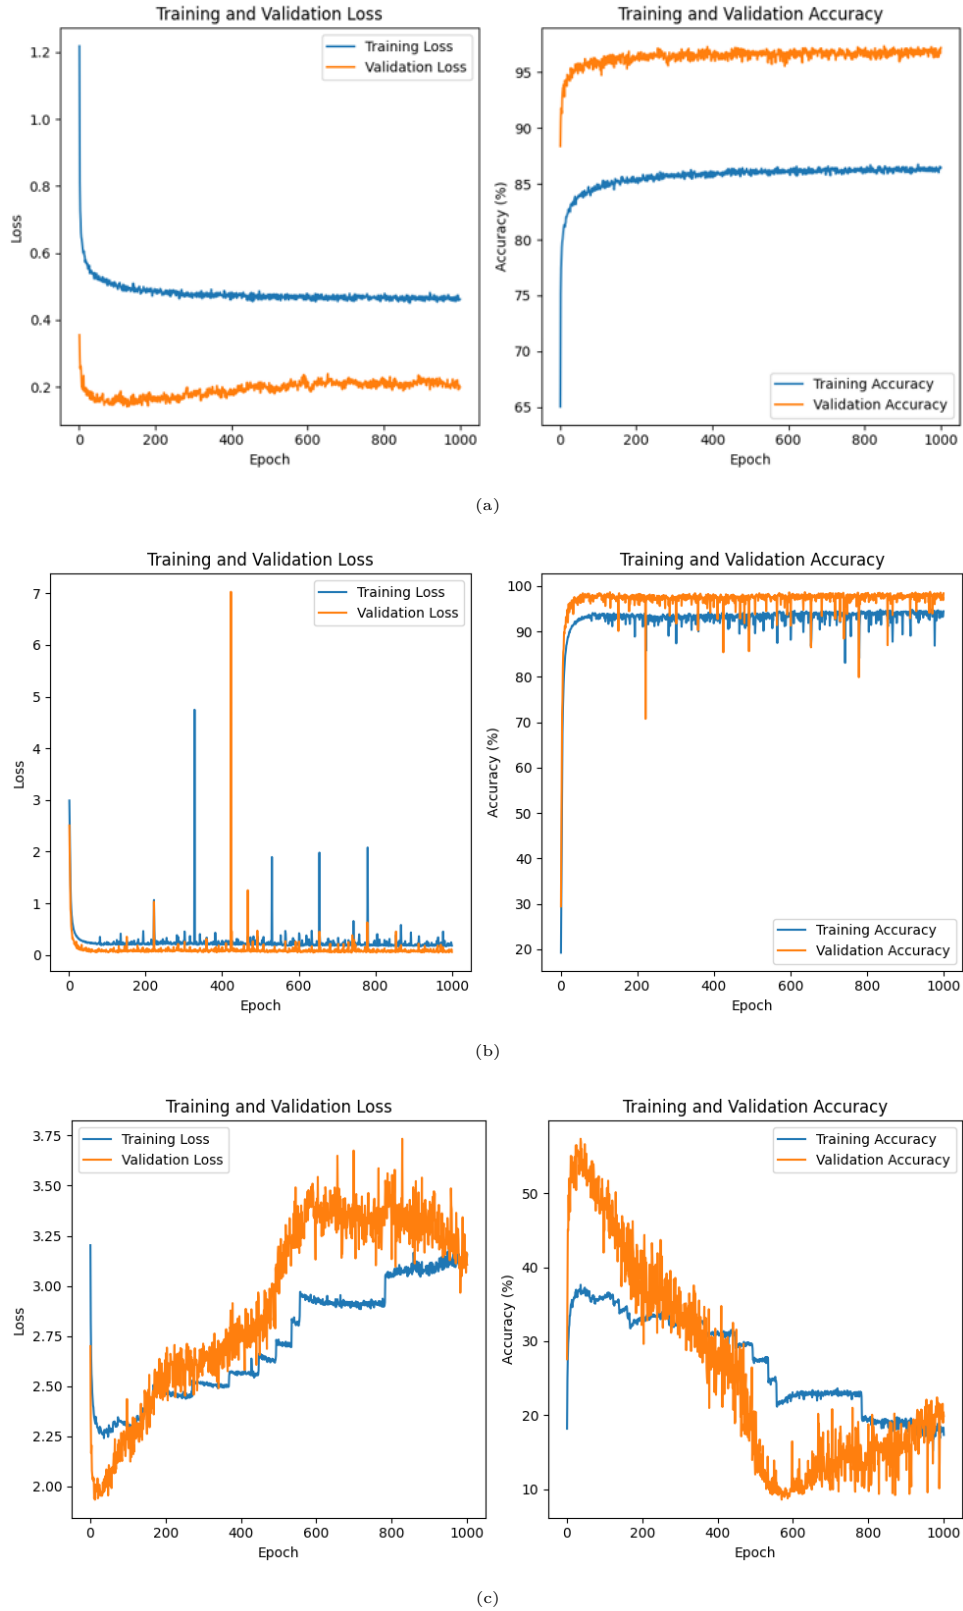 Training and Validation Loss
Training Loss
Validation Loss
1.2
1.0
0.8
0.6
0.4
0.2
Loss
0 200 400 600 800 1000
Epoch
Training and Validation Accuracy
95
90
85
80
75
70
65
Accuracy (%)
Training Accuracy
Validation Accuracy
0 200 400 600 800 1000
Epoch
(a)
Training and Validation Loss
Training Loss
Validation Loss
7
6
5
4
3
2
1
0
Loss
0 200 400 600 800 1000
Epoch
Training and Validation Accuracy
100
90
80
70
60
50
40
30
20
Accuracy (%)
Training Accuracy
Validation Accuracy
0 200 400 600 800 1000
Epoch
(b)
Training and Validation Loss
Training Loss
Validation Loss
3.75
3.50
3.25
3.00
2.75
2.50
2.25
2.00
Loss
0 200 400 600 800 1000
Epoch
Training and Validation Accuracy
Training Accuracy
Validation Accuracy
50
40
30
20
10
Accuracy (%)
0 200 400 600 800 1000
Epoch
(c)